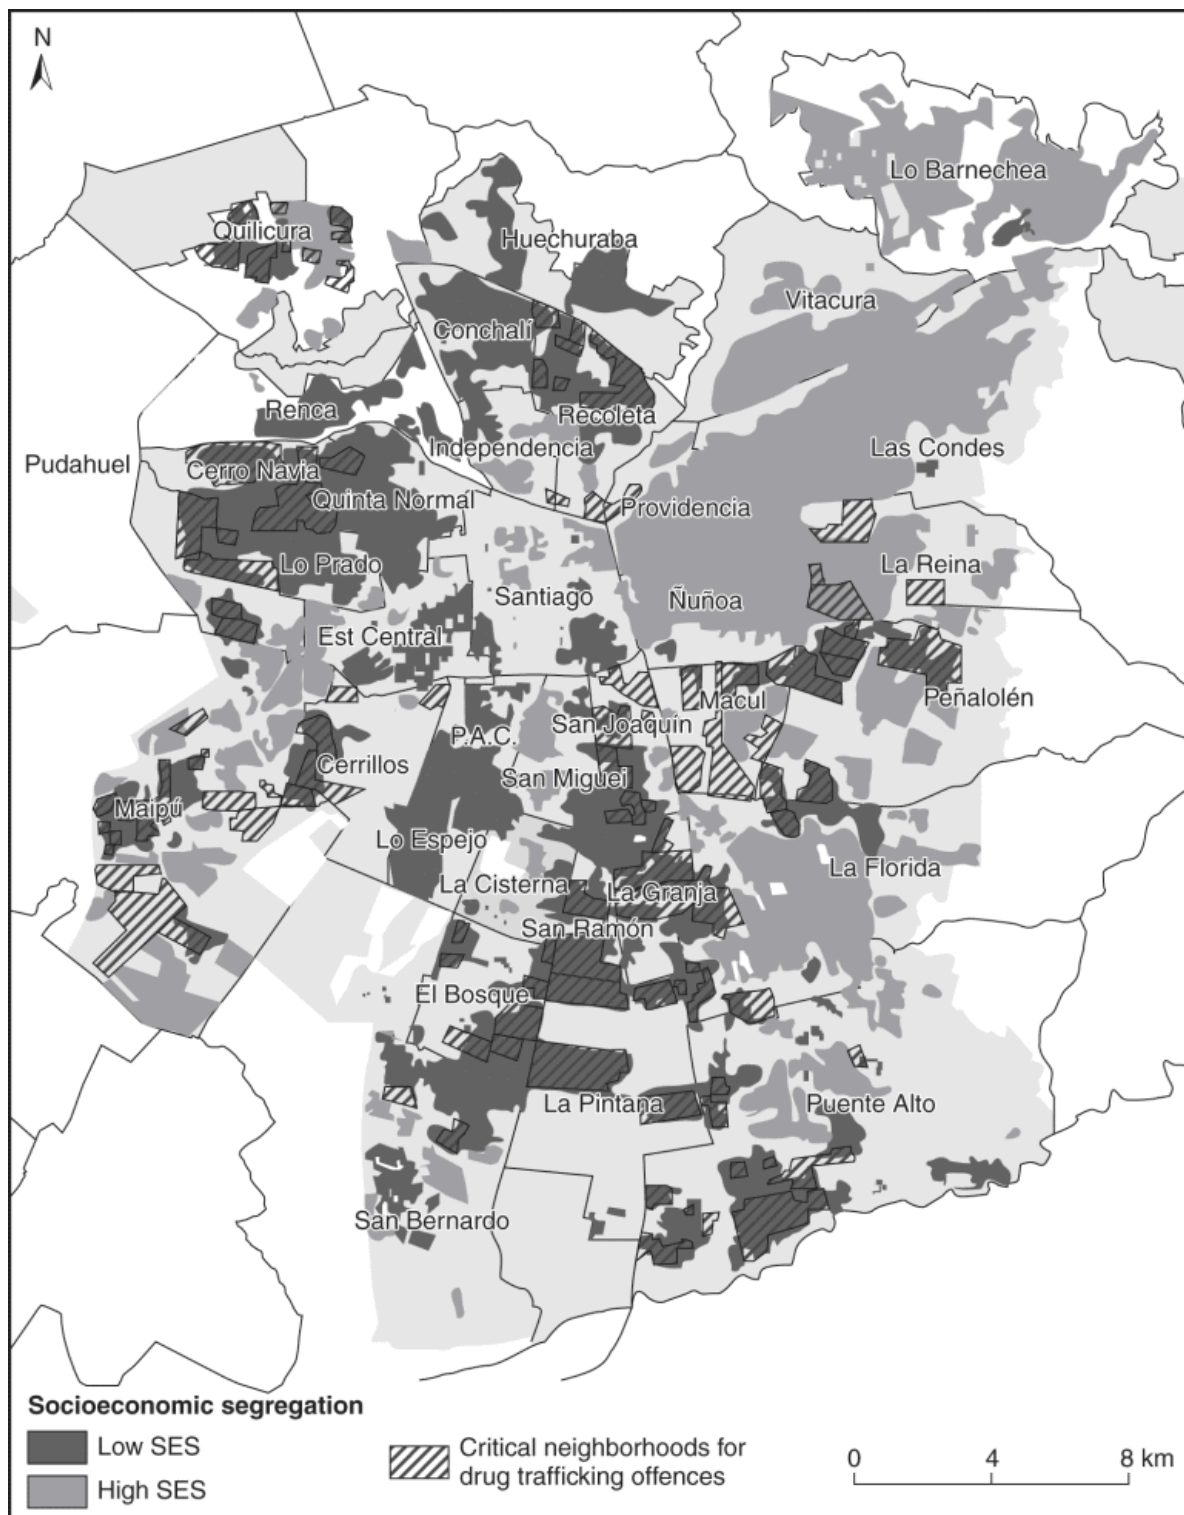 N
Lo Barnechea
Quilicura
Huechuraba
Vitacura
Conchalí
Renca
Recoleta
Independencia
Las Condes
Pudahuel
Cerro Navia
Quinta Normal
Providencia
Lo Prado
La Reina
Santiago
Ñuñoa
Est Central
Peñalolén
Macul
San Joaquín
P.A.C.
Cerrillos
San Miguei
Maipú
Lo Espejo
La Florida
La Cisterna
La Granja
San Ramón
El Bosque
La Pintana
Puente Alto
San Bernardo
Socioeconomic segregation
Low SES
High SES
Critical neighborhoods for
drug trafficking offences
0 4 8 km